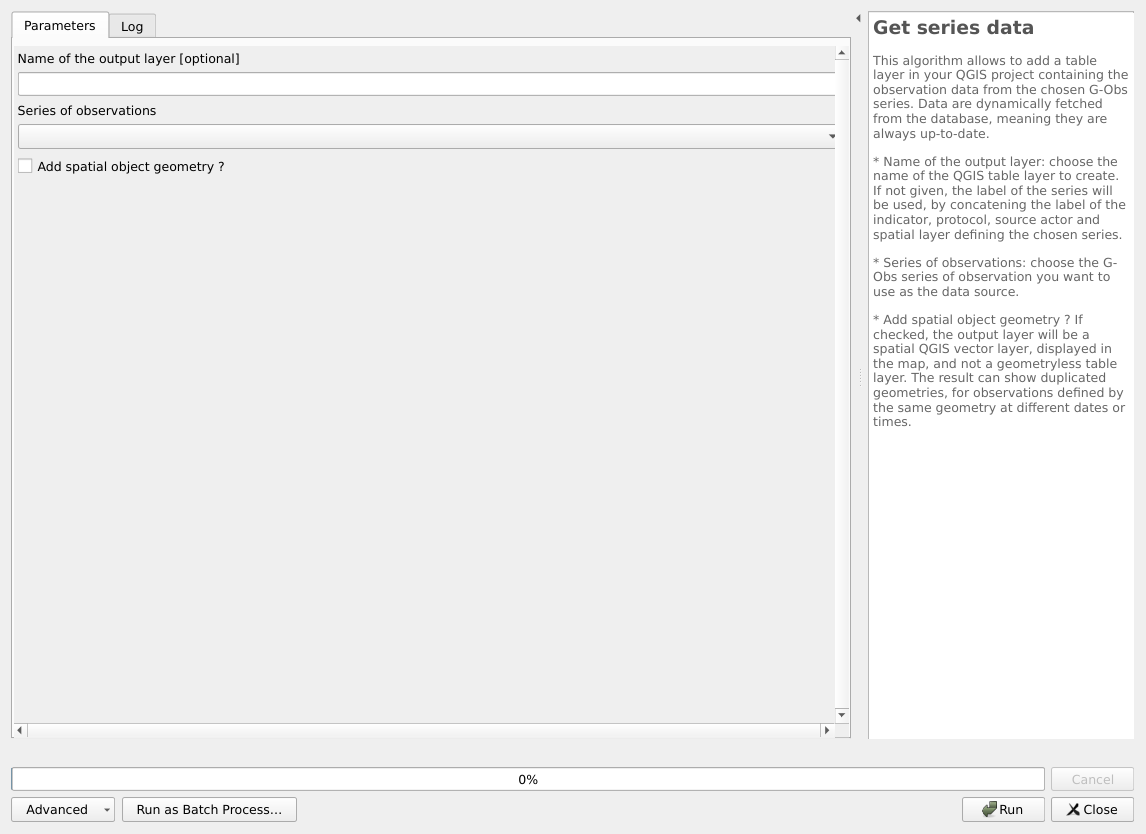 Parameters
Log
Name of the output layer [optional]
Series of observations
Add spatial object geometry ?
Get series data
This algorithm allows to add a table
layer in your QGIS project containing the
observation data from the chosen G-Obs
series. Data are dynamically fetched
from the database, meaning they are
always up-to-date.
* Name of the output layer: choose the
name of the QGIS table layer to create.
If not given, the label of the series will
be used, by concatening the label of the
indicator, protocol, source actor and
spatial layer defining the chosen series.
* Series of observations: choose the G-
Obs series of observation you want to
use as the data source.
* Add spatial object geometry ? If
checked, the output layer will be a
spatial QGIS vector layer, displayed in
the map, and not a geometryless table
layer. The result can show duplicated
geometries, for observations defined by
the same geometry at different dates or
times.
0%
Cancel
Advanced
Run as Batch Process...
Run
Close